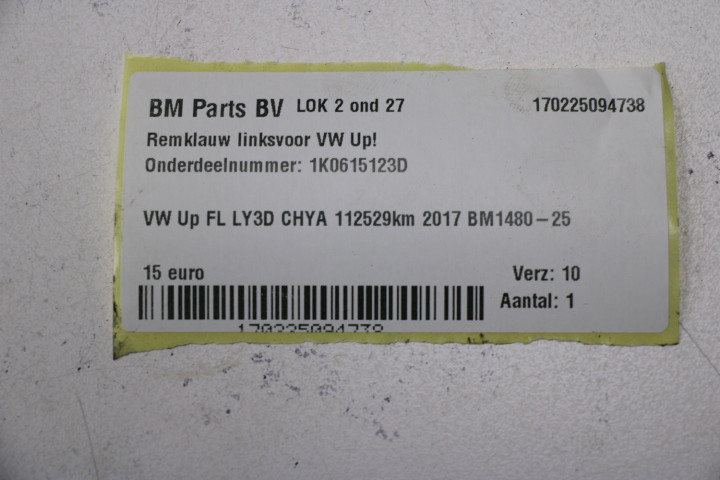 BM Parts BV LOK 2 ond 27 170225094738
Remklauw linksvoor VW Up!
Onderdeelnummer: 1K0615123D
VW Up FL LY3D CHYA 112529km 2017 BM1480-25
15 euro Verz: 10
Aantal: 1
170225094738